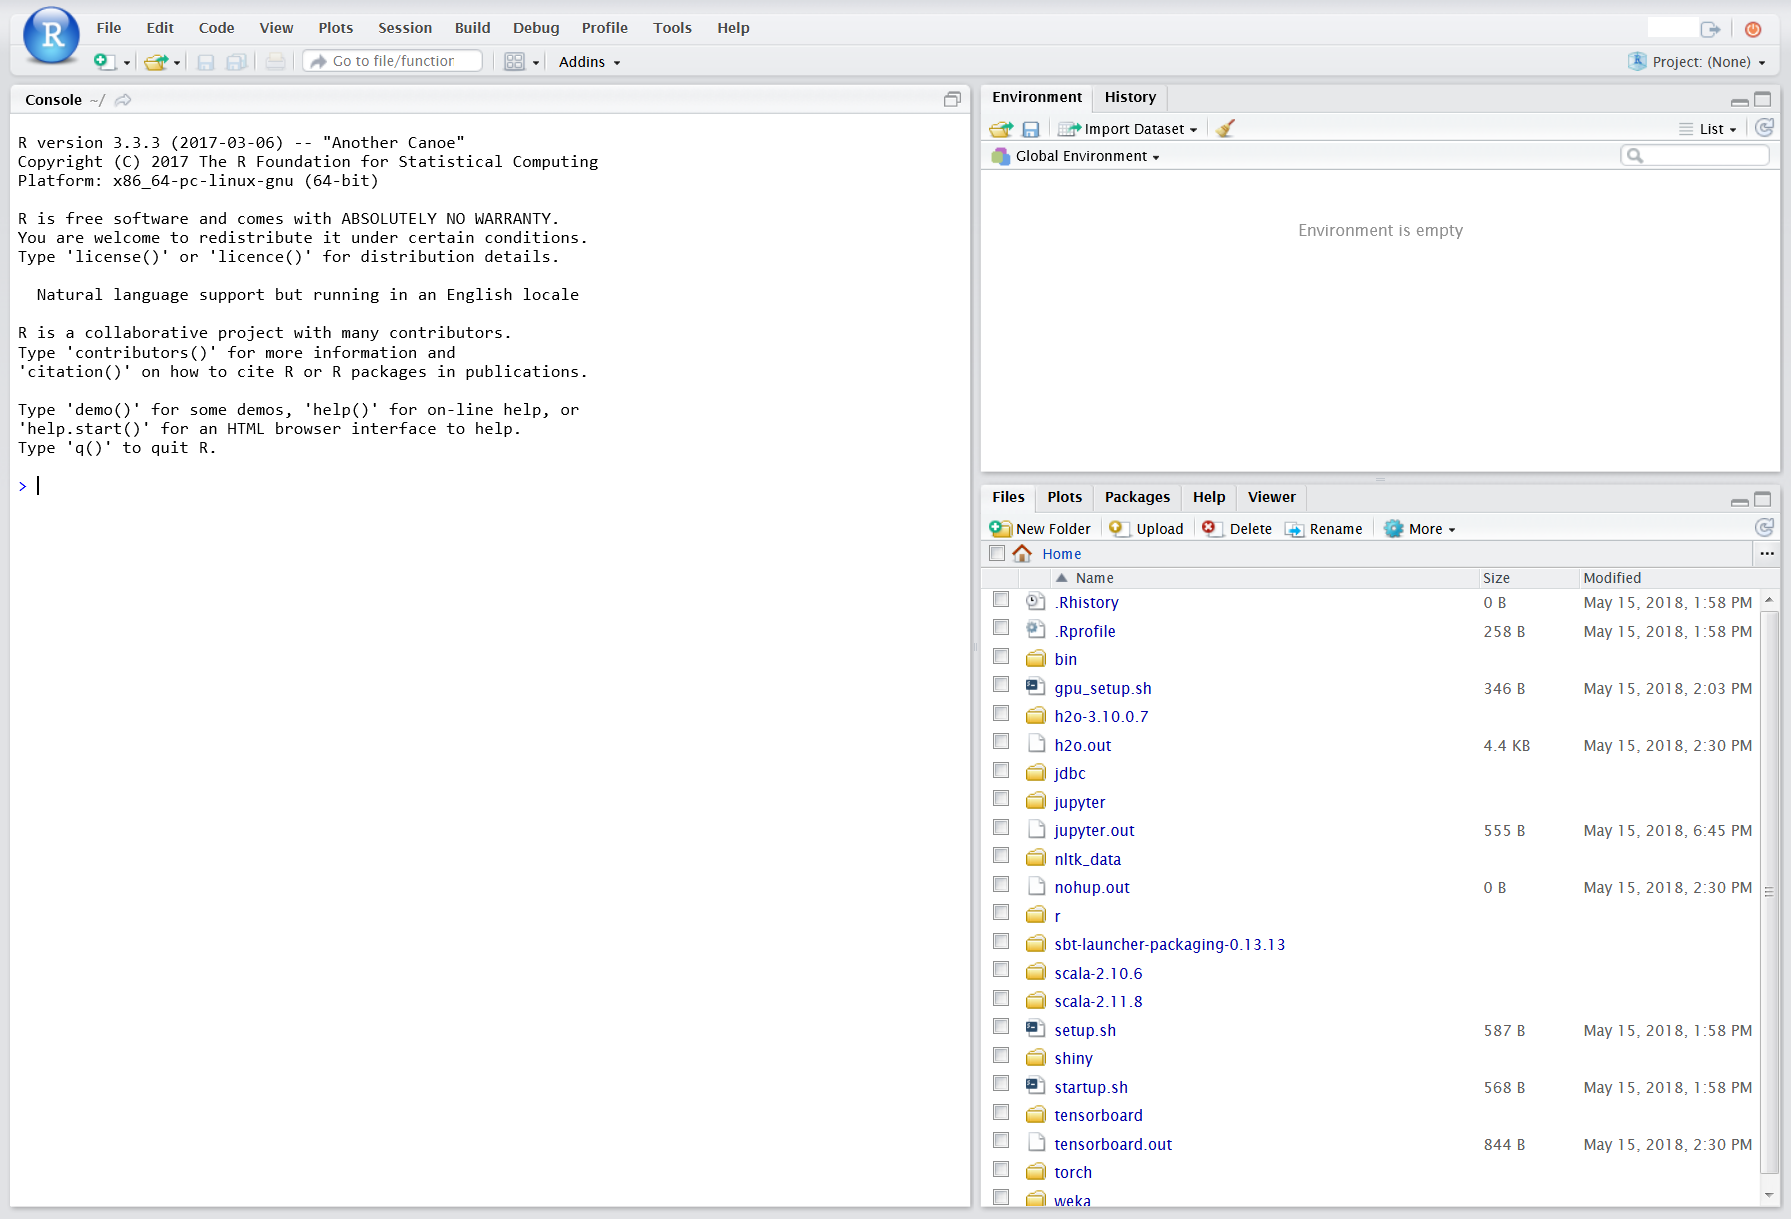 R
File Edit Code View Plots Session Build Debug Profile Tools Help
Go to file/function Addins
Project: (None)
Console ~/
R version 3.3.3 (2017-03-06) -- "Another Canoe"
Copyright (C) 2017 The R Foundation for Statistical Computing
Platform: x86_64-pc-linux-gnu (64-bit)
R is free software and comes with ABSOLUTELY NO WARRANTY.
You are welcome to redistribute it under certain conditions.
Type 'license()' or 'licence()' for distribution details.
Natural language support but running in an English locale
R is a collaborative project with many contributors.
Type 'contributors()' for more information and
'citation()' on how to cite R or R packages in publications.
Type 'demo()' for some demos, 'help()' for on-line help, or
'help.start()' for an HTML browser interface to help.
Type 'q()' to quit R.
>
Environment History
Import Dataset List
Global Environment
Environment is empty
Files Plots Packages Help Viewer
New Folder Upload Delete Rename More
Home ...
Name Size Modified
.Rhistory 0 B May 15, 2018, 1:58 PM
.Rprofile 258 B May 15, 2018, 1:58 PM
bin
gpu_setup.sh 346 B May 15, 2018, 2:03 PM
h2o-3.10.0.7
h2o.out 4.4 KB May 15, 2018, 2:30 PM
jdbc
jupyter
jupyter.out 555 B May 15, 2018, 6:45 PM
nltk_data
nohup.out 0 B May 15, 2018, 2:30 PM
r
sbt-launcher-packaging-0.13.13
scala-2.10.6
scala-2.11.8
setup.sh 587 B May 15, 2018, 1:58 PM
shiny
startup.sh 568 B May 15, 2018, 1:58 PM
tensorboard
tensorboard.out 844 B May 15, 2018, 2:30 PM
torch
weka